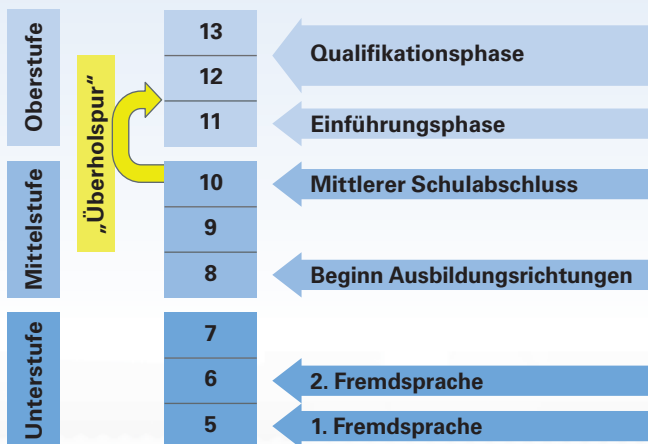 Oberstufe
„Überholspur“
13
12
11
Qualifikationsphase
Einführungsphase
Mittelstufe
10
9
8
Mittlerer Schulabschluss
Beginn Ausbildungsrichtungen
Unterstufe
7
6
5
2. Fremdsprache
1. Fremdsprache